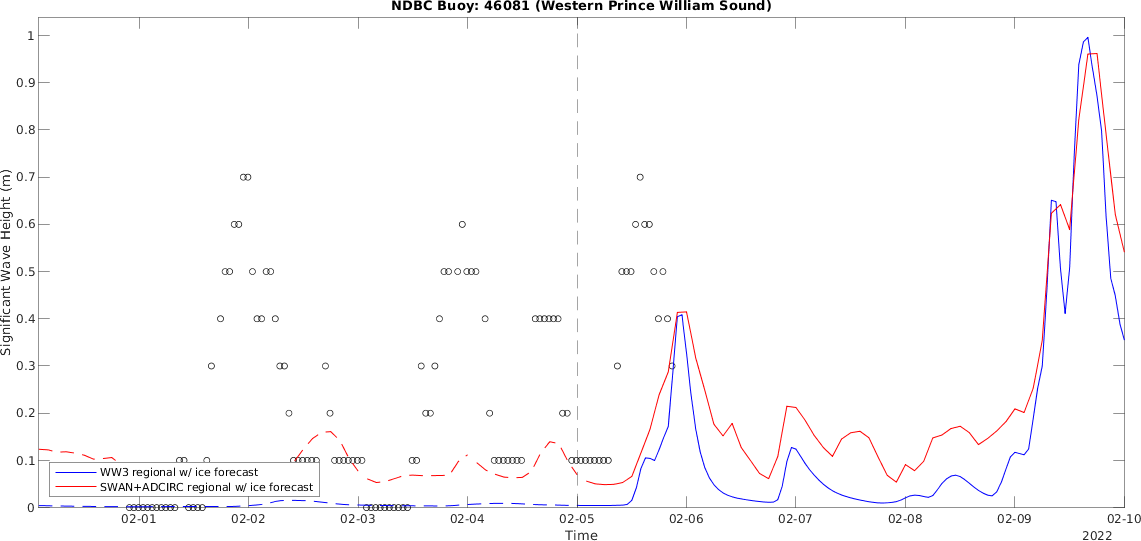 NDBC Buoy: 46081 (Western Prince William Sound)
Significant Wave Height (m)
1
0.9
0.8
0.7
0.6
0.5
0.4
0.3
0.2
0.1
0
WW3 regional w/ ice forecast
SWAN+ADCIRC regional w/ ice forecast
02-01 02-02 02-03 02-04 02-05 02-06 02-07 02-08 02-09 02-10
Time
2022